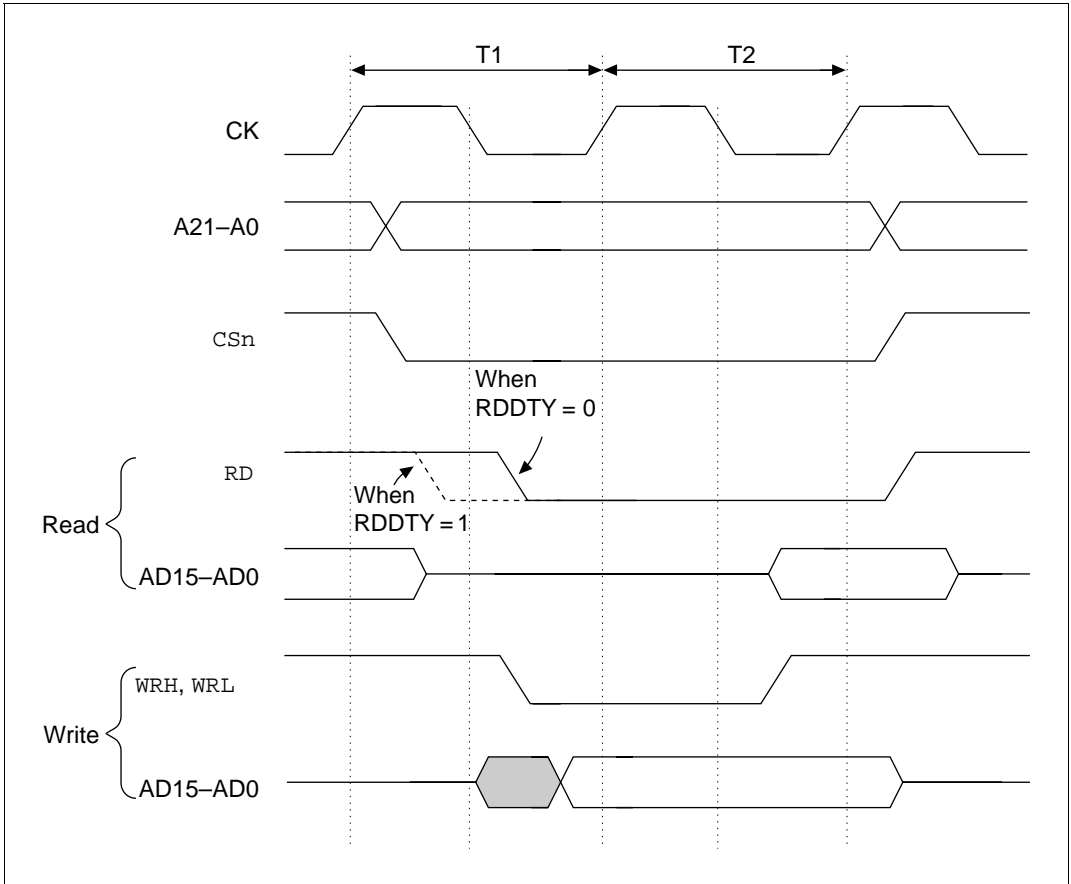 T1 T2
CK
A21–A0
CSn
When
RDDTY = 0
RD
When
RDDTY = 1
Read
AD15–AD0
WRH, WRL
Write
AD15–AD0